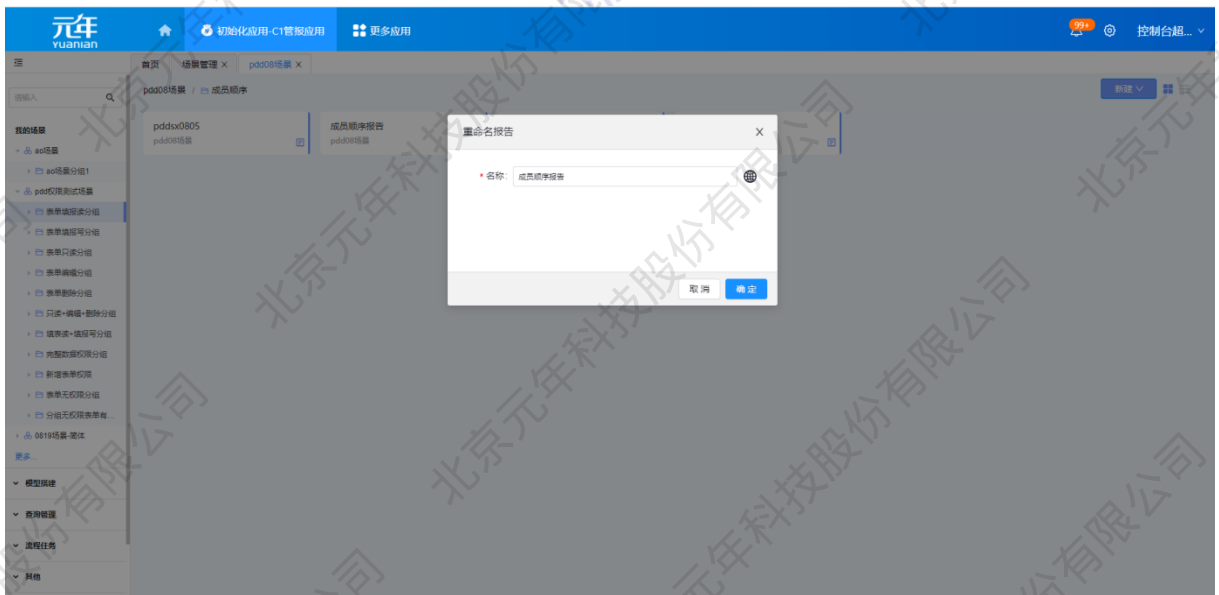 元年
yuanian
初始化应用-C1管报应用
更多应用
99+
控制台超...
首页
场景管理 ×
pdd08场景 ×
请输入
pdd08场景 / 成员顺序
新建
我的场景
ao场景
ao场景分组1
pdd权限测试场景
表单填报读分组
表单填报写分组
表单只读分组
表单编辑分组
表单删除分组
只读+编辑+删除分组
填表读+填报写分组
完整数据权限分组
新增表单权限
表单无权限分组
分组无权限表单有...
0819场景-简体
更多...
模型搭建
查询管理
流程任务
其他
pddsx0805
pdd08场景
成员顺序报告
pdd08场景
重命名报告
* 名称:
成员顺序报告
取 消
确 定
北京元年科技股份有限公司